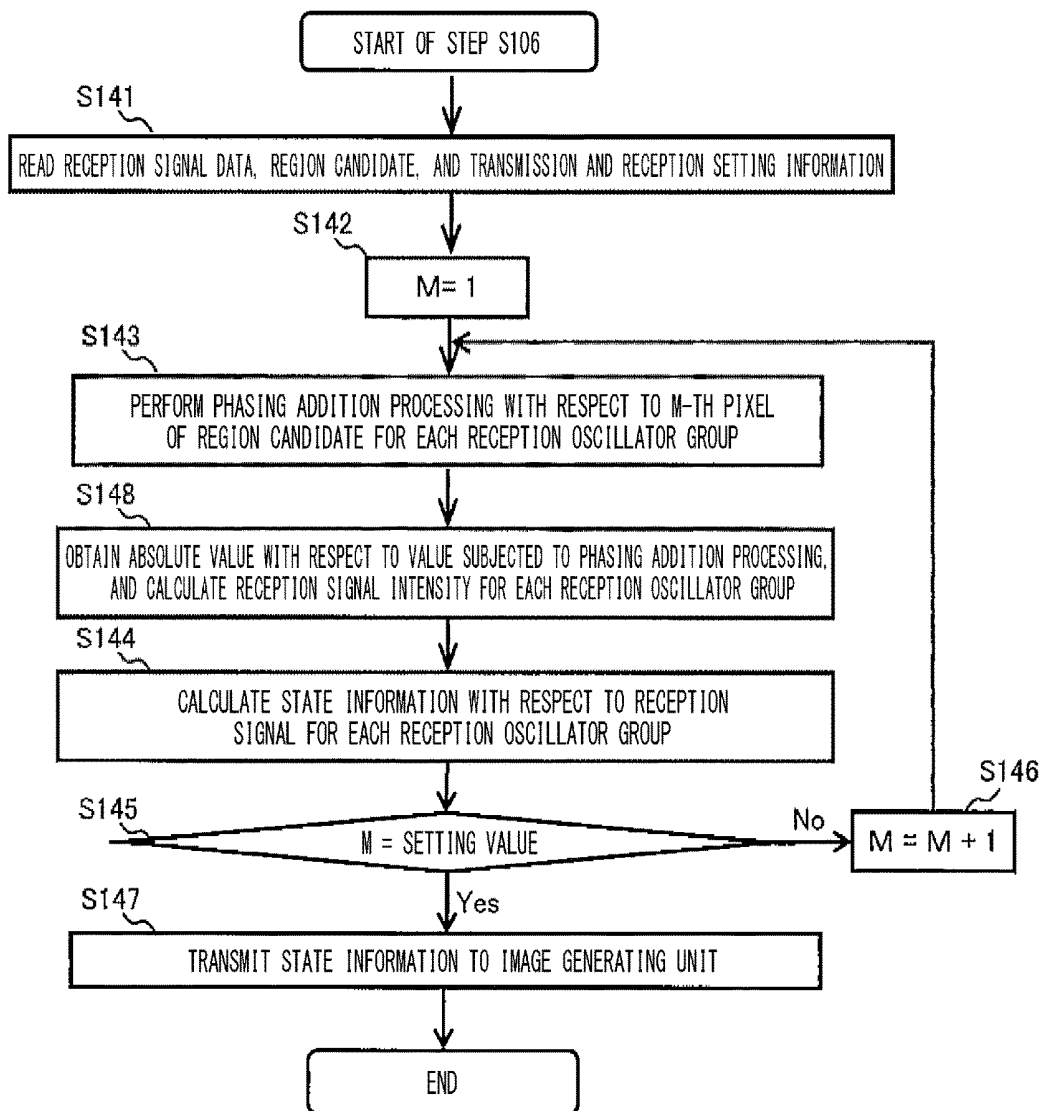 START OF STEP S106
S141
READ RECEPTION SIGNAL DATA, REGION CANDIDATE, AND TRANSMISSION AND RECEPTION SETTING INFORMATION
S142
M = 1
S143
PERFORM PHASING ADDITION PROCESSING WITH RESPECT TO M-TH PIXEL
OF REGION CANDIDATE FOR EACH RECEPTION OSCILLATOR GROUP
S148
OBTAIN ABSOLUTE VALUE WITH RESPECT TO VALUE SUBJECTED TO PHASING ADDITION PROCESSING,
AND CALCULATE RECEPTION SIGNAL INTENSITY FOR EACH RECEPTION OSCILLATOR GROUP
S144
CALCULATE STATE INFORMATION WITH RESPECT TO RECEPTION
SIGNAL FOR EACH RECEPTION OSCILLATOR GROUP
S145
M = SETTING VALUE
No
S146
M = M + 1
Yes
S147
TRANSMIT STATE INFORMATION TO IMAGE GENERATING UNIT
END